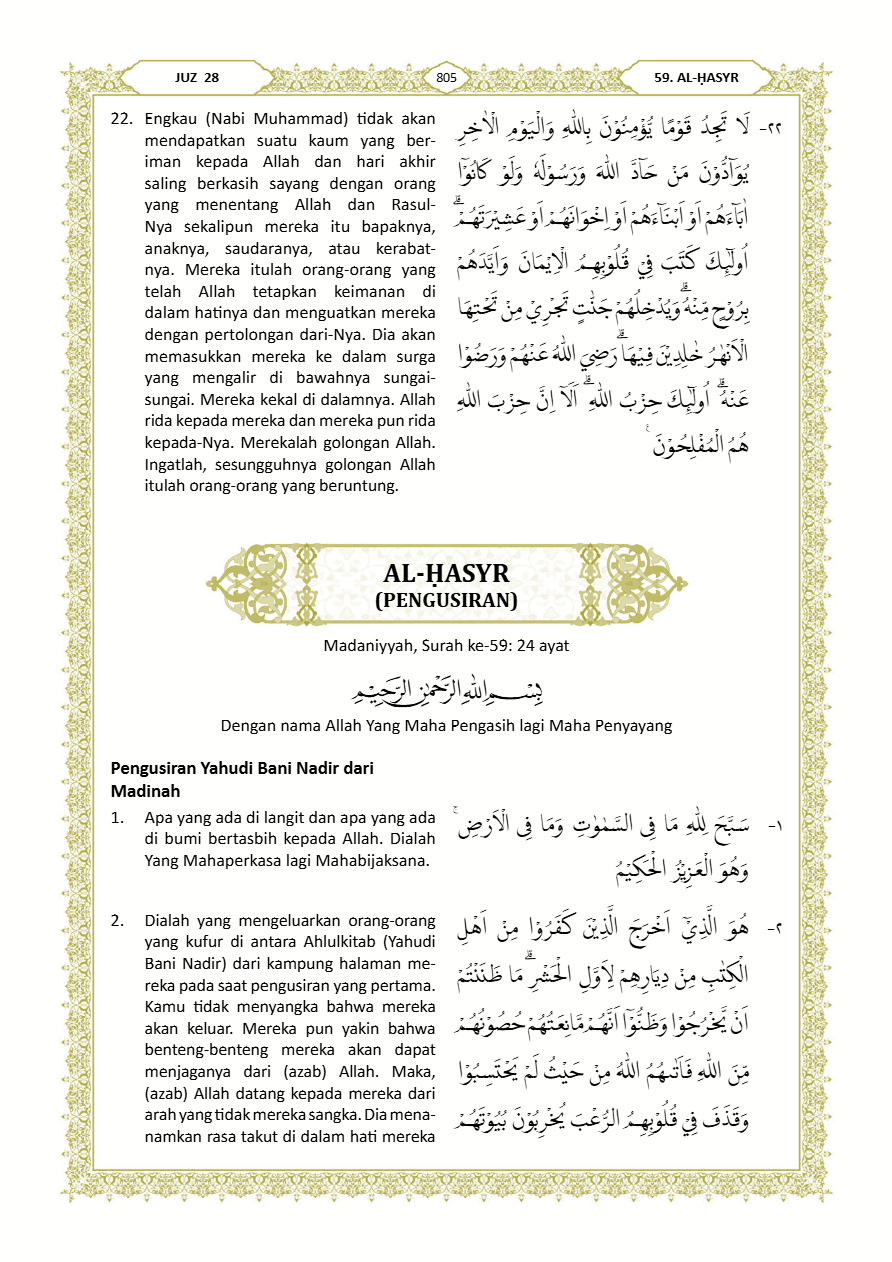 JUZ 28
805
59. AL-ḤASYR
22. Engkau (Nabi Muhammad) tidak akan
mendapatkan suatu kaum yang ber-
iman kepada Allah dan hari akhir
saling berkasih sayang dengan orang
yang menentang Allah dan Rasul-
Nya sekalipun mereka itu bapaknya,
anaknya, saudaranya, atau kerabat-
nya. Mereka itulah orang-orang yang
telah Allah tetapkan keimanan di
dalam hatinya dan menguatkan mereka
dengan pertolongan dari-Nya. Dia akan
memasukkan mereka ke dalam surga
yang mengalir di bawahnya sungai-
sungai. Mereka kekal di dalamnya. Allah
rida kepada mereka dan mereka pun rida
kepada-Nya. Merekalah golongan Allah.
Ingatlah, sesungguhnya golongan Allah
itulah orang-orang yang beruntung.
٢٢- لَا تَجِدُ قَوْمًا يُّؤْمِنُوْنَ بِاللّٰهِ وَالْيَوْمِ الْاٰخِرِ
يُوَاۤدُّوْنَ مَنْ حَاۤدَّ اللّٰهَ وَرَسُوْلَهٗ وَلَوْ كَانُوْٓا
اٰبَاۤءَهُمْ اَوْ اَبْنَاۤءَهُمْ اَوْ اِخْوَانَهُمْ اَوْ عَشِيْرَتَهُمْۗ
اُولٰۤىِٕكَ كَتَبَ فِيْ قُلُوْبِهِمُ الْاِيْمَانَ وَاَيَّدَهُمْ
بِرُوْحٍ مِّنْهُۗ وَيُدْخِلُهُمْ جَنّٰتٍ تَجْرِيْ مِنْ تَحْتِهَا
الْاَنْهٰرُ خٰلِدِيْنَ فِيْهَاۗ رَضِيَ اللّٰهُ عَنْهُمْ وَرَضُوْا
عَنْهُۗ اُولٰۤىِٕكَ حِزْبُ اللّٰهِۗ اَلَآ اِنَّ حِزْبَ اللّٰهِ
هُمُ الْمُفْلِحُوْنَ ࣖ
AL-ḤASYR
(PENGUSIRAN)
Madaniyyah, Surah ke-59: 24 ayat
بِسْمِ اللّٰهِ الرَّحْمٰنِ الرَّحِيْمِ
Dengan nama Allah Yang Maha Pengasih lagi Maha Penyayang
Pengusiran Yahudi Bani Nadir dari
Madinah
1. Apa yang ada di langit dan apa yang ada
di bumi bertasbih kepada Allah. Dialah
Yang Mahaperkasa lagi Mahabijaksana.
١- سَبَّحَ لِلّٰهِ مَا فِى السَّمٰوٰتِ وَمَا فِى الْاَرْضِۚ
وَهُوَ الْعَزِيْزُ الْحَكِيْمُ
2. Dialah yang mengeluarkan orang-orang
yang kufur di antara Ahlulkitab (Yahudi
Bani Nadir) dari kampung halaman me-
reka pada saat pengusiran yang pertama.
Kamu tidak menyangka bahwa mereka
akan keluar. Mereka pun yakin bahwa
benteng-benteng mereka akan dapat
menjaganya dari (azab) Allah. Maka,
(azab) Allah datang kepada mereka dari
arah yang tidak mereka sangka. Dia mena-
namkan rasa takut di dalam hati mereka
٢- هُوَ الَّذِيْٓ اَخْرَجَ الَّذِيْنَ كَفَرُوْا مِنْ اَهْلِ
الْكِتٰبِ مِنْ دِيَارِهِمْ لِاَوَّلِ الْحَشْرِۗ مَا ظَنَنْتُمْ
اَنْ يَّخْرُجُوْا وَظَنُّوْٓا اَنَّهُمْ مَّانِعَتُهُمْ حُصُوْنُهُمْ
مِّنَ اللّٰهِ فَاَتٰىهُمُ اللّٰهُ مِنْ حَيْثُ لَمْ يَحْتَسِبُوْا
وَقَذَفَ فِيْ قُلُوْبِهِمُ الرُّعْبَ يُخْرِبُوْنَ بُيُوْتَهُمْ